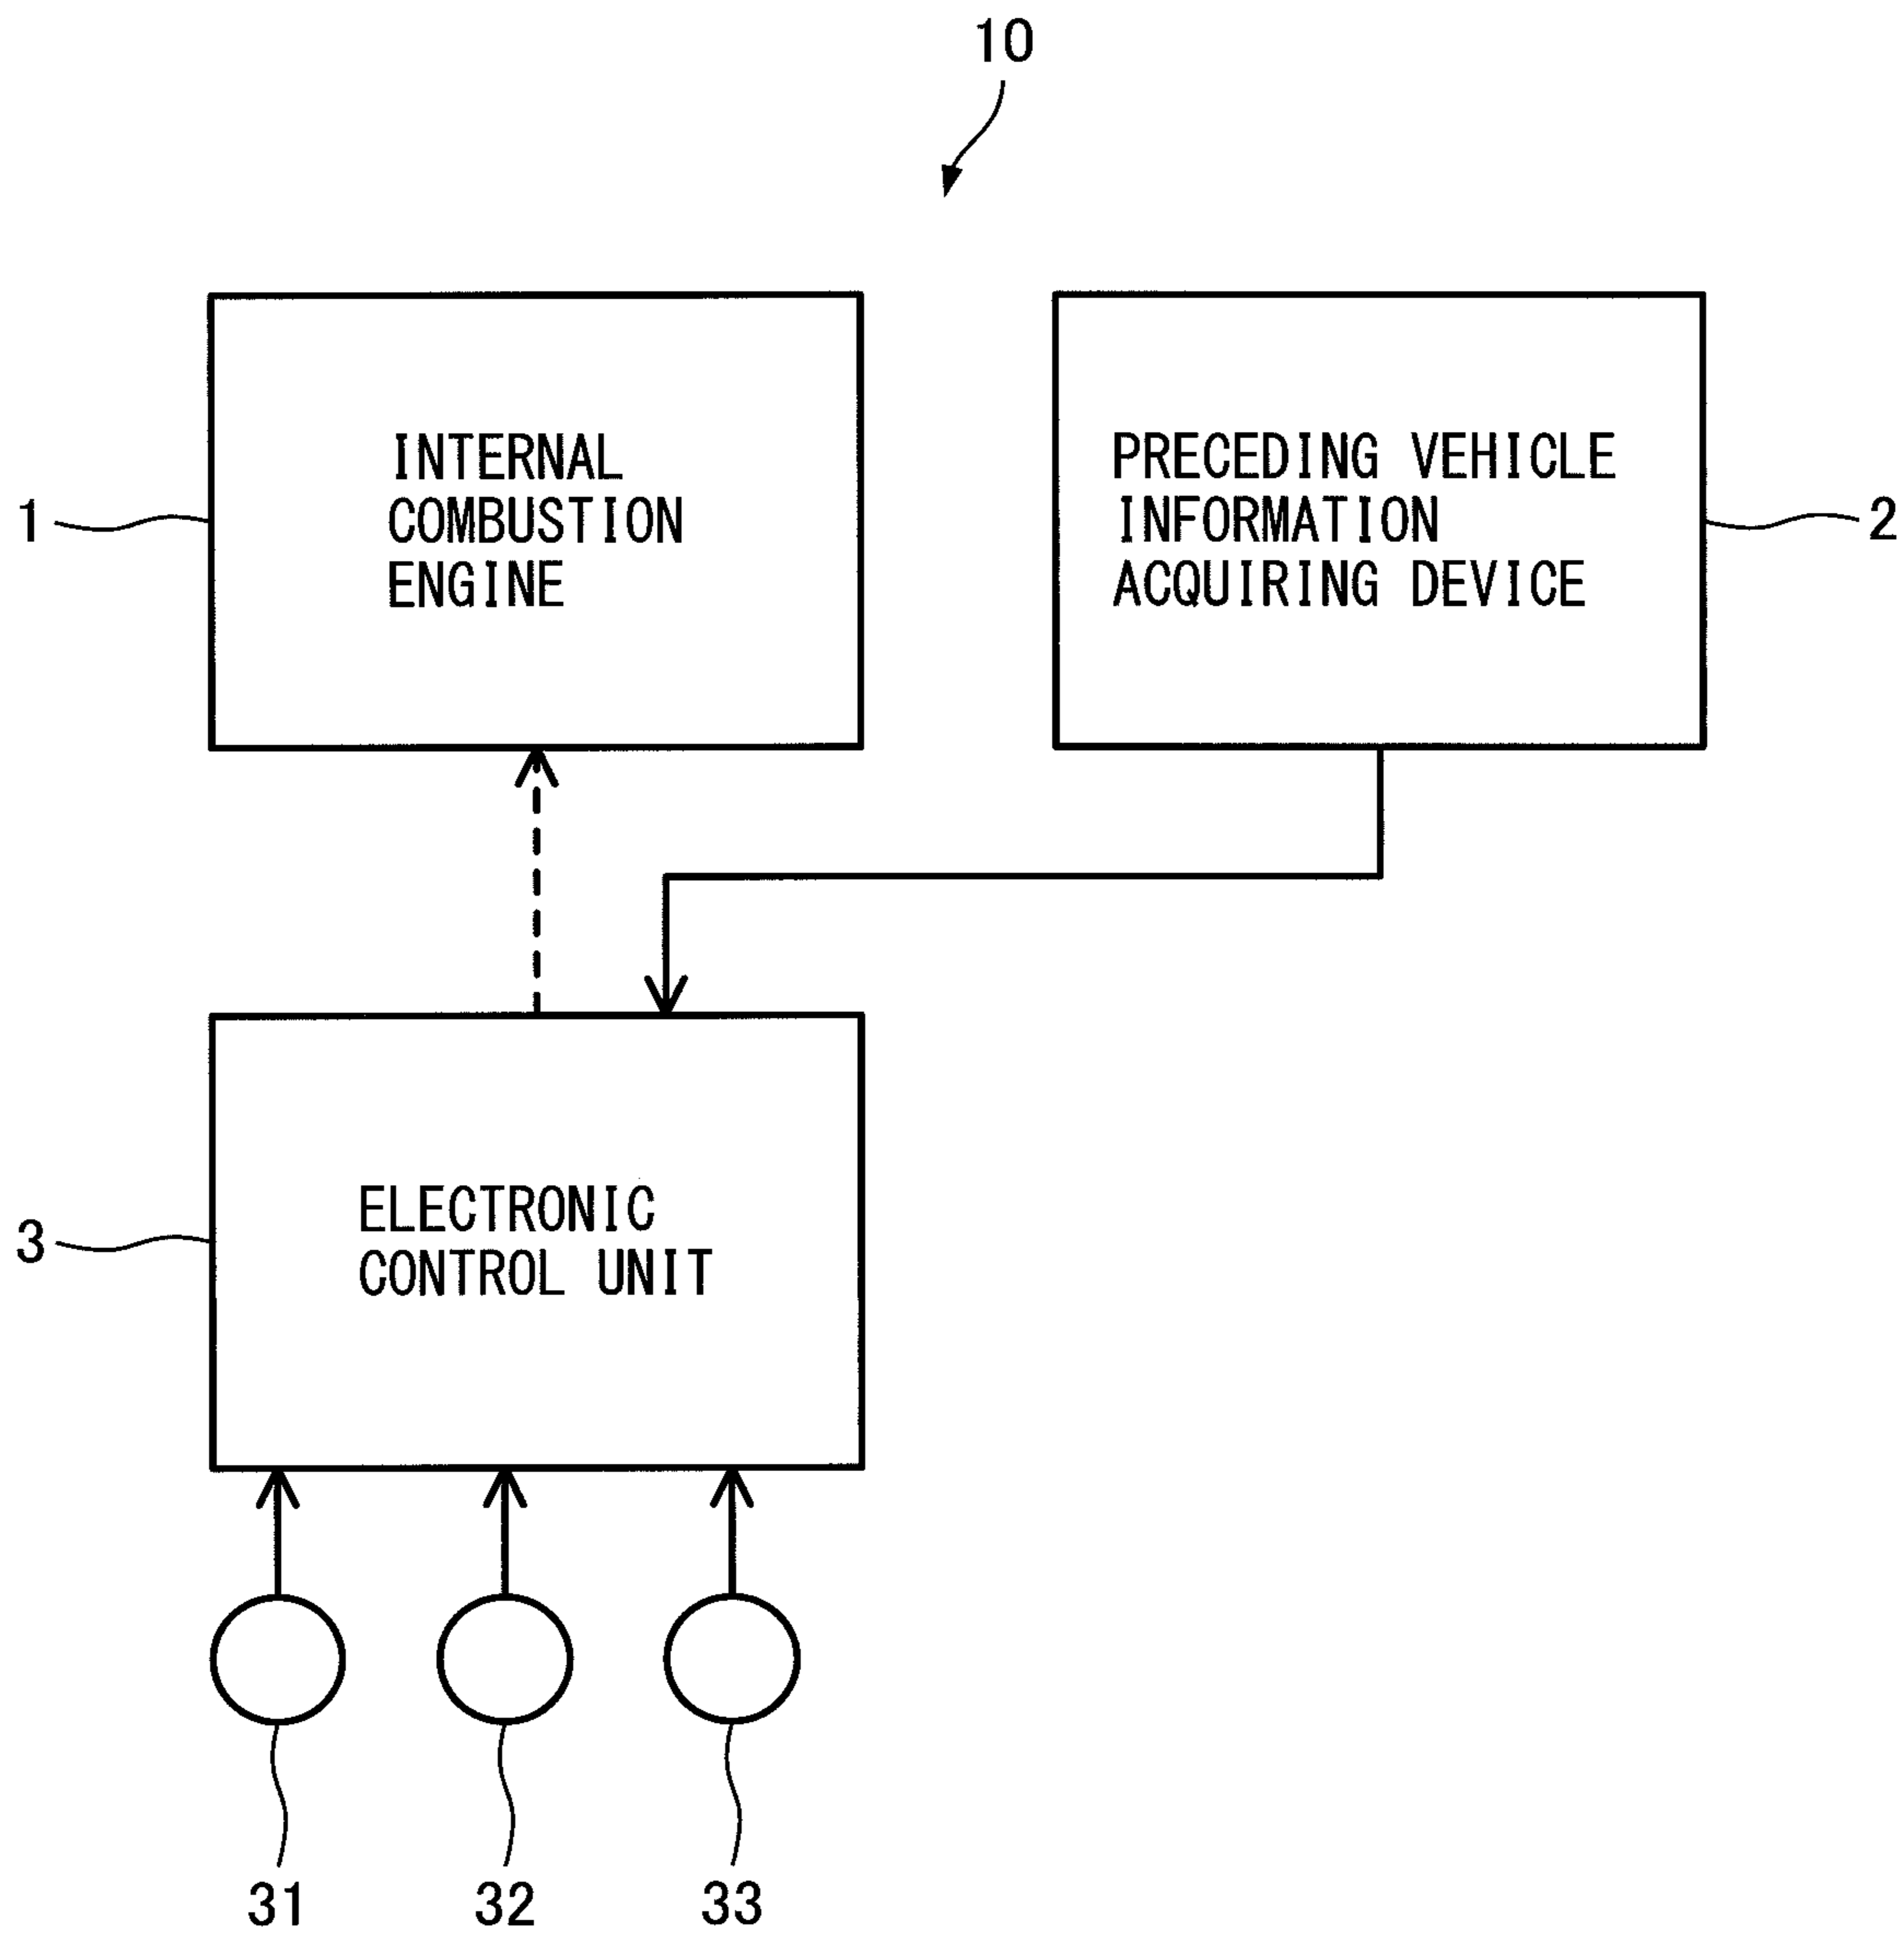 10
INTERNAL
COMBUSTION
ENGINE
PRECEDING VEHICLE
INFORMATION
ACQUIRING DEVICE
1
2
ELECTRONIC
CONTROL UNIT
3
31
32
33